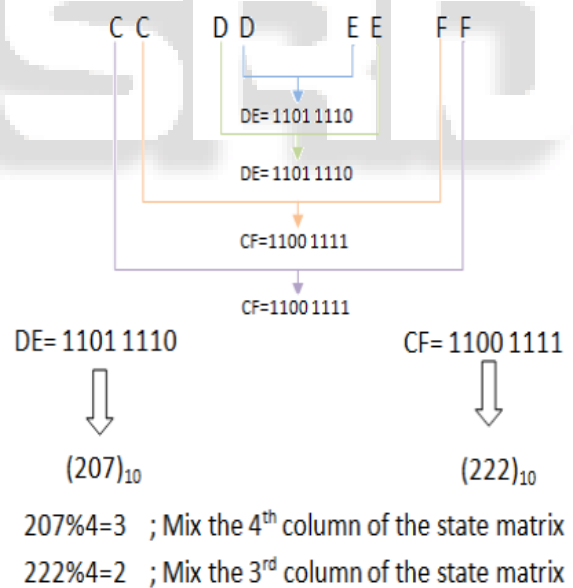 C C D D E E F F
DE= 1101 1110
DE= 1101 1110
CF=1100 1111
CF=1100 1111
DE= 1101 1110 CF= 1100 1111
(207)₁₀ (222)₁₀
207%4=3 ; Mix the 4ᵗʰ column of the state matrix
222%4=2 ; Mix the 3ʳᵈ column of the state matrix